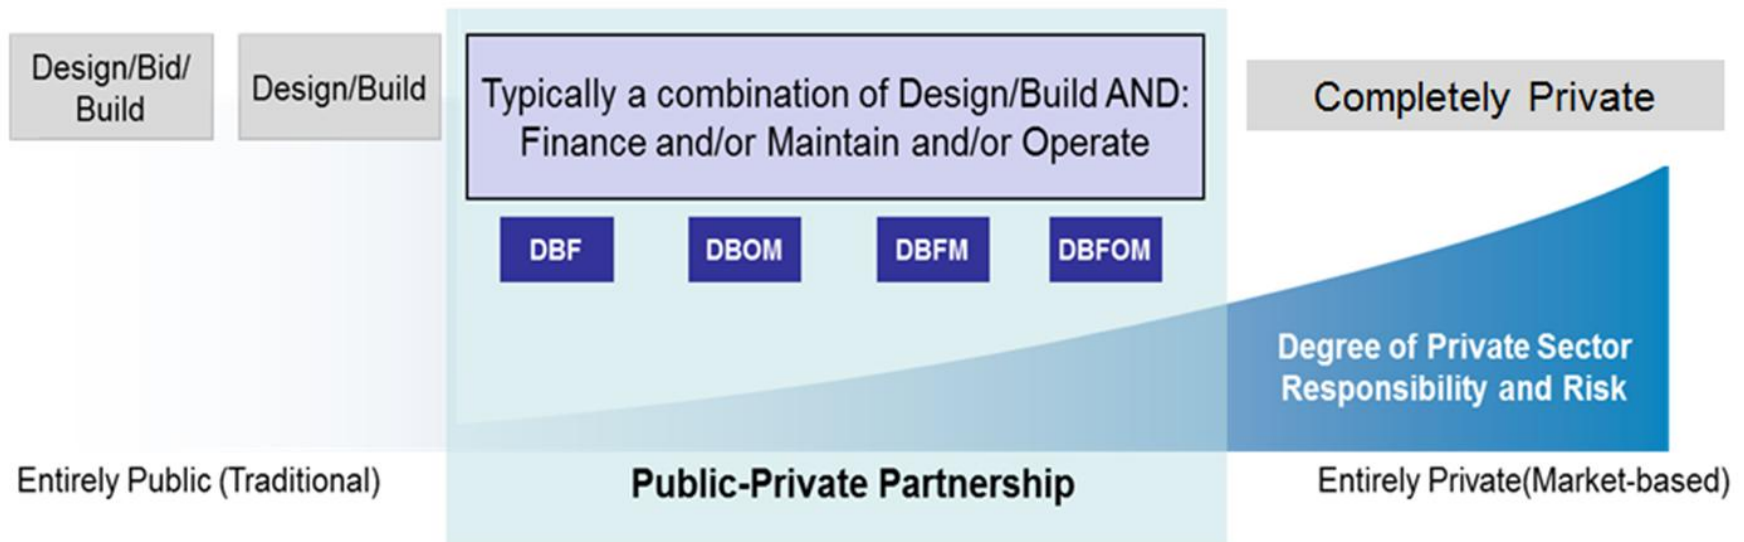 Design/Bid/
Build
Design/Build
Typically a combination of Design/Build AND:
Finance and/or Maintain and/or Operate
Completely Private
DBF
DBOM
DBFM
DBFOM
Degree of Private Sector
Responsibility and Risk
Entirely Public (Traditional)
Public-Private Partnership
Entirely Private(Market-based)